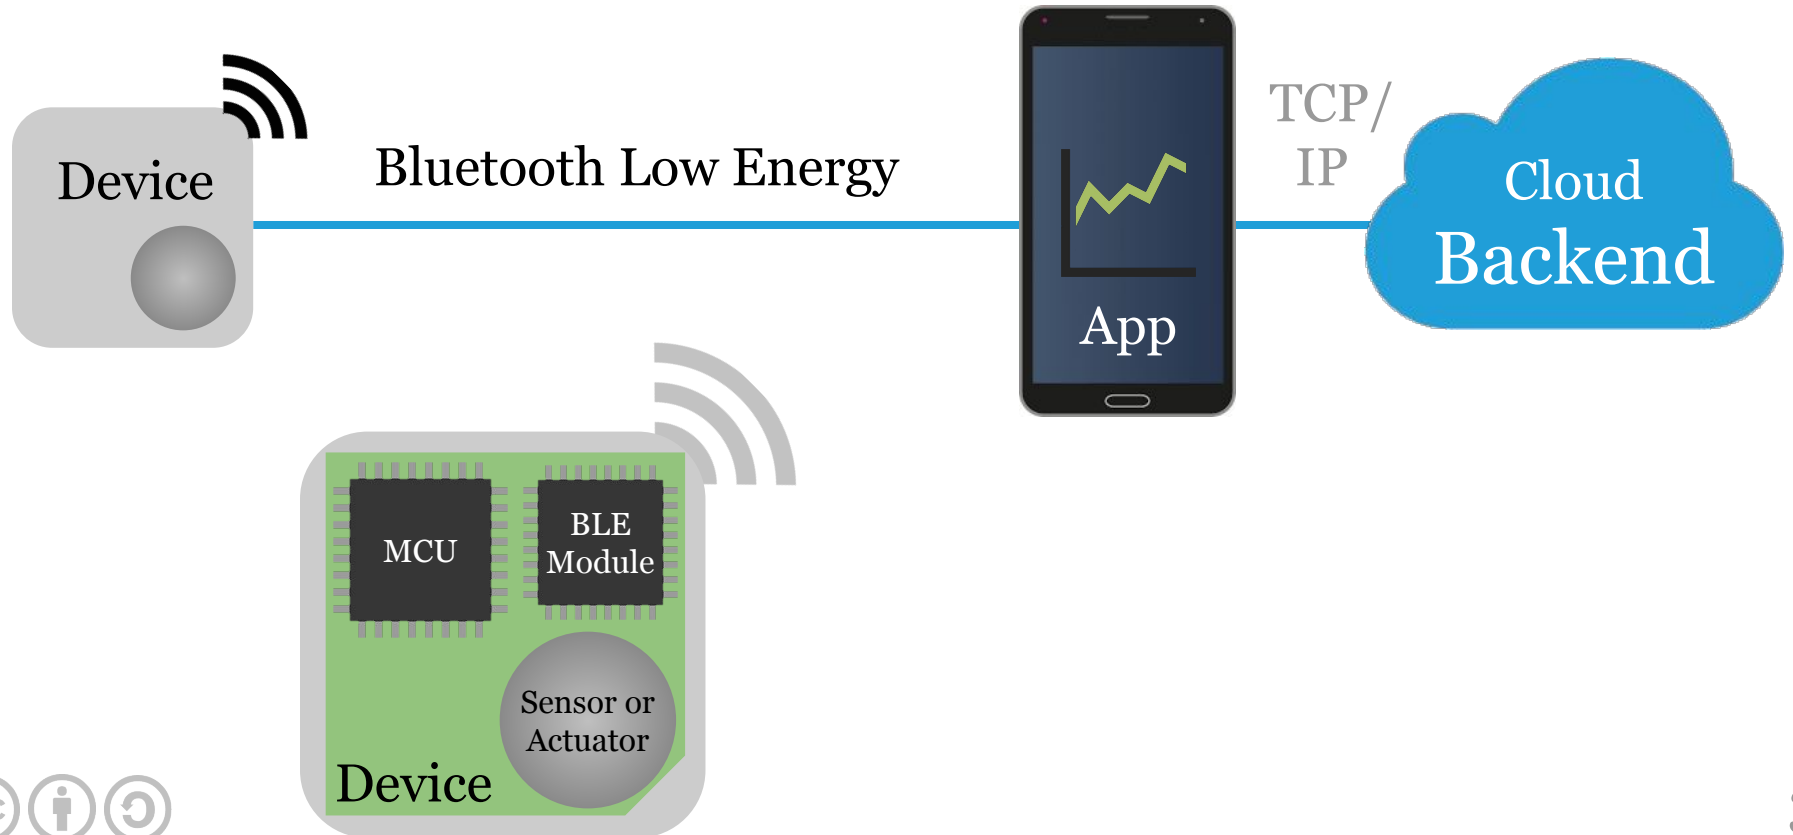 Device
Bluetooth Low Energy
App
TCP/
IP
Cloud
Backend
MCU
BLE
Module
Sensor or
Actuator
Device